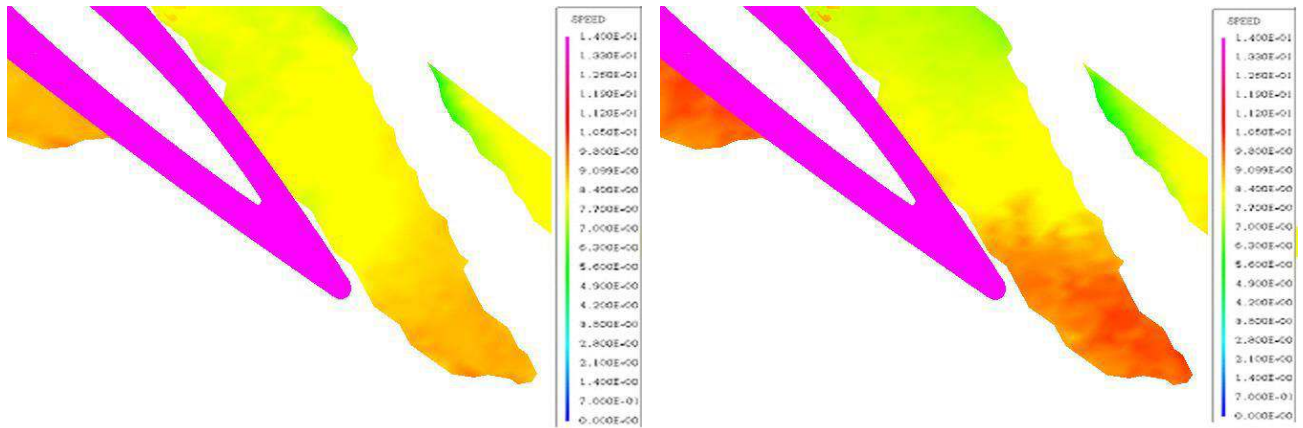 SPEED
1.400E-01
1.330E-01
1.260E-01
1.190E-01
1.120E-01
1.050E-01
9.800E-00
9.099E-00
8.400E-00
7.700E-00
7.000E-00
6.300E-00
5.600E-00
4.900E-00
4.200E-00
3.500E-00
2.800E-00
2.100E-00
1.400E-00
7.000E-01
0.000E-00
SPEED
1.400E-01
1.330E-01
1.260E-01
1.190E-01
1.120E-01
1.050E-01
9.800E-00
9.099E-00
8.400E-00
7.700E-00
7.000E-00
6.300E-00
5.600E-00
4.900E-00
4.200E-00
3.500E-00
2.800E-00
2.100E-00
1.400E-00
7.000E-01
0.000E-00